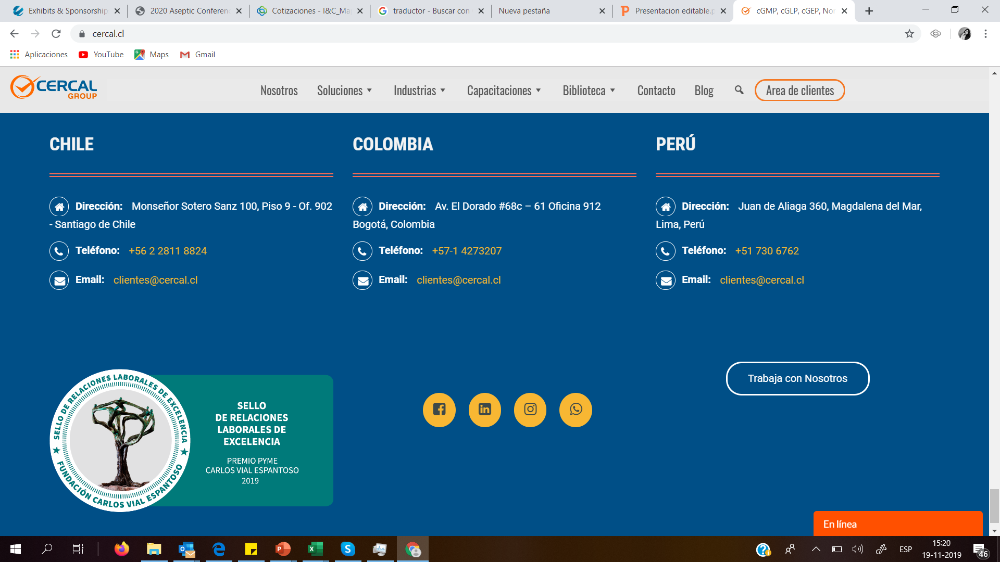 Exhibits & Sponsorship
2020 Aseptic Conferen
Cotizaciones - I&C_Ma
traductor - Buscar con
Nueva pestaña
Presentacion editable.p
cGMP, cGLP, cGEP, Nor
cercal.cl
Aplicaciones
YouTube
Maps
Gmail
CERCAL
GROUP
Nosotros
Soluciones
Industrias
Capacitaciones
Biblioteca
Contacto
Blog
Area de clientes
CHILE
Dirección: Monseñor Sotero Sanz 100, Piso 9 - Of. 902
- Santiago de Chile
Teléfono: +56 2 2811 8824
Email: clientes@cercal.cl
COLOMBIA
Dirección: Av. El Dorado #68c – 61 Oficina 912
Bogotá, Colombia
Teléfono: +57-1 4273207
Email: clientes@cercal.cl
PERÚ
Dirección: Juan de Aliaga 360, Magdalena del Mar,
Lima, Perú
Teléfono: +51 730 6762
Email: clientes@cercal.cl
SELLO DE RELACIONES LABORALES DE EXCELENCIA
FUNDACIÓN CARLOS VIAL ESPANTOSO
SELLO
DE RELACIONES
LABORALES DE
EXCELENCIA
PREMIO PYME
CARLOS VIAL ESPANTOSO
2019
Trabaja con Nosotros
En línea
ESP
15:20
19-11-2019
46